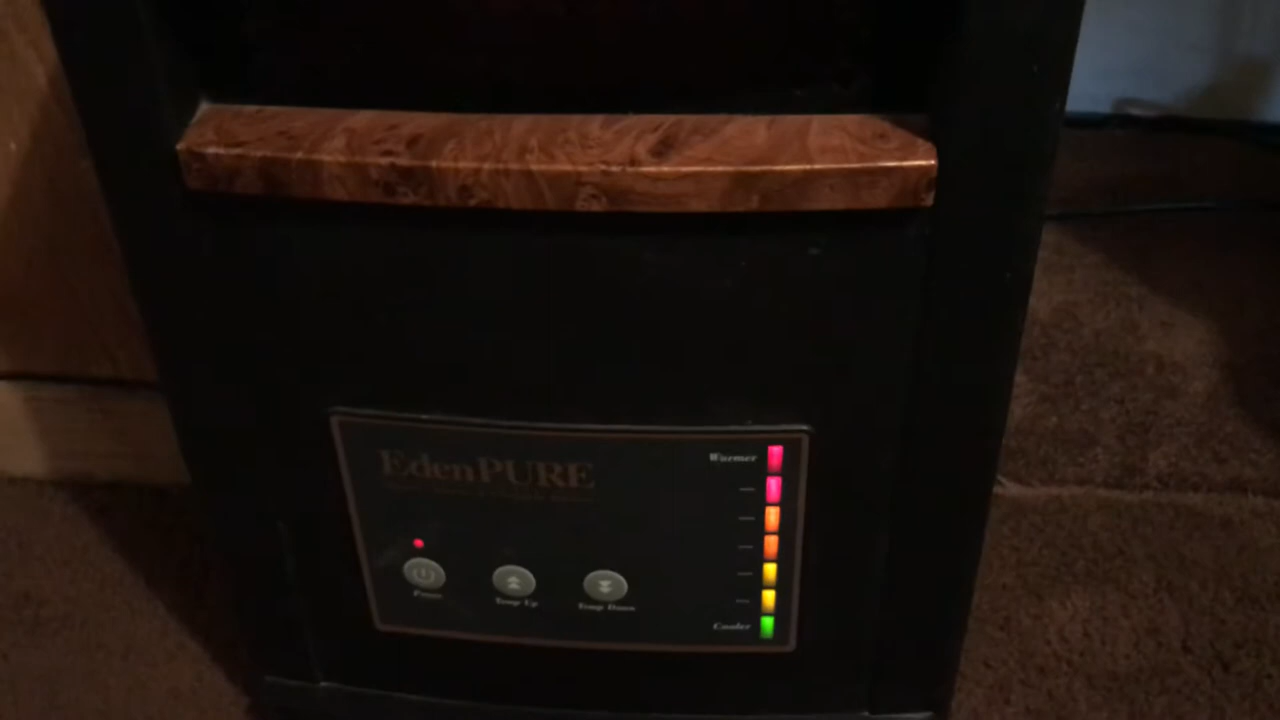 EdenPURE
Warmer
Power
Temp Up
Temp Down
Cooler